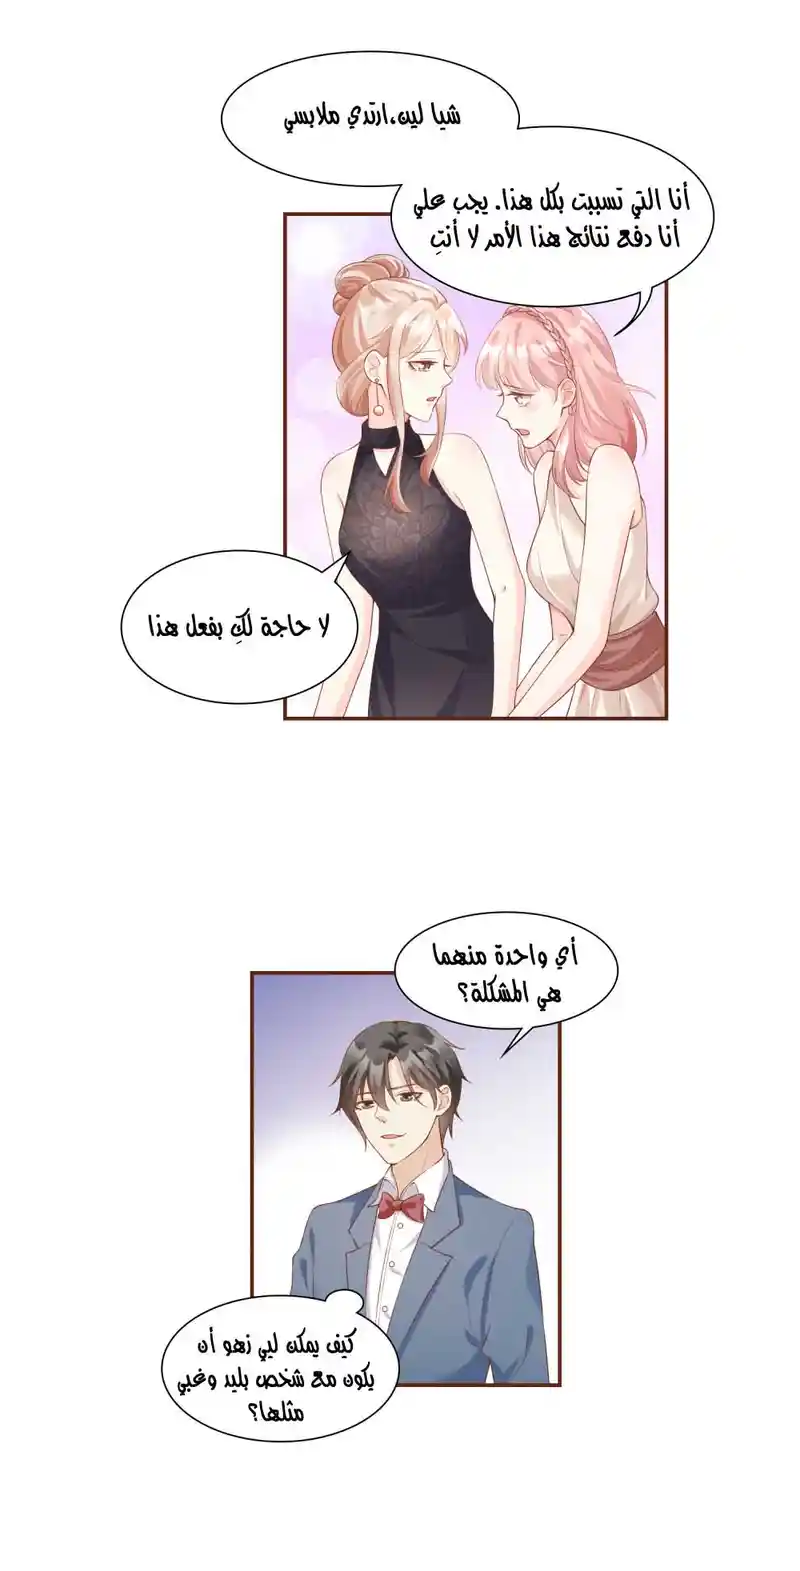 شيا لين،ارتدي ملابسي
أنا التي تسببت بكل هذا. يجب علي
أنا دفع نتائج هذا الأمر لا أنتِ
لا حاجة لكِ بفعل هذا
أي واحدة منهما
هي المشكلة؟
كيف يمكن ليي زهو أن
يكون مع شخص بليد وغبي
مثلها؟